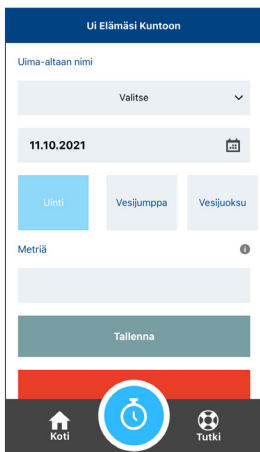 Ui Elämäsi Kuntoon
Uima-altaan nimi
Valitse
11.10.2021
Uinti
Vesijumppa
Vesijuoksu
Metriä
Tallenna
Koti
Tutki